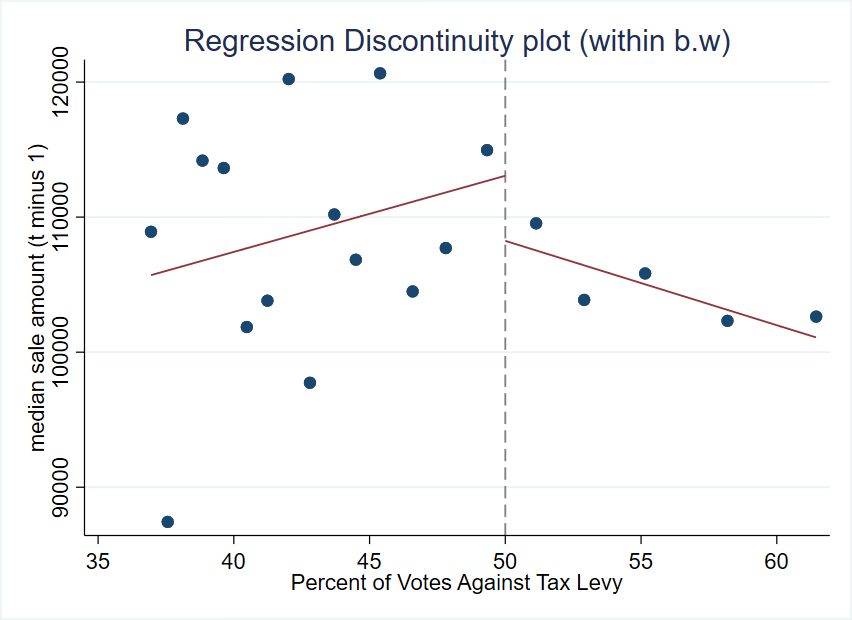 Regression Discontinuity plot (within b.w)
median sale amount (t minus 1)
120000
110000
100000
90000
35 40 45 50 55 60
Percent of Votes Against Tax Levy